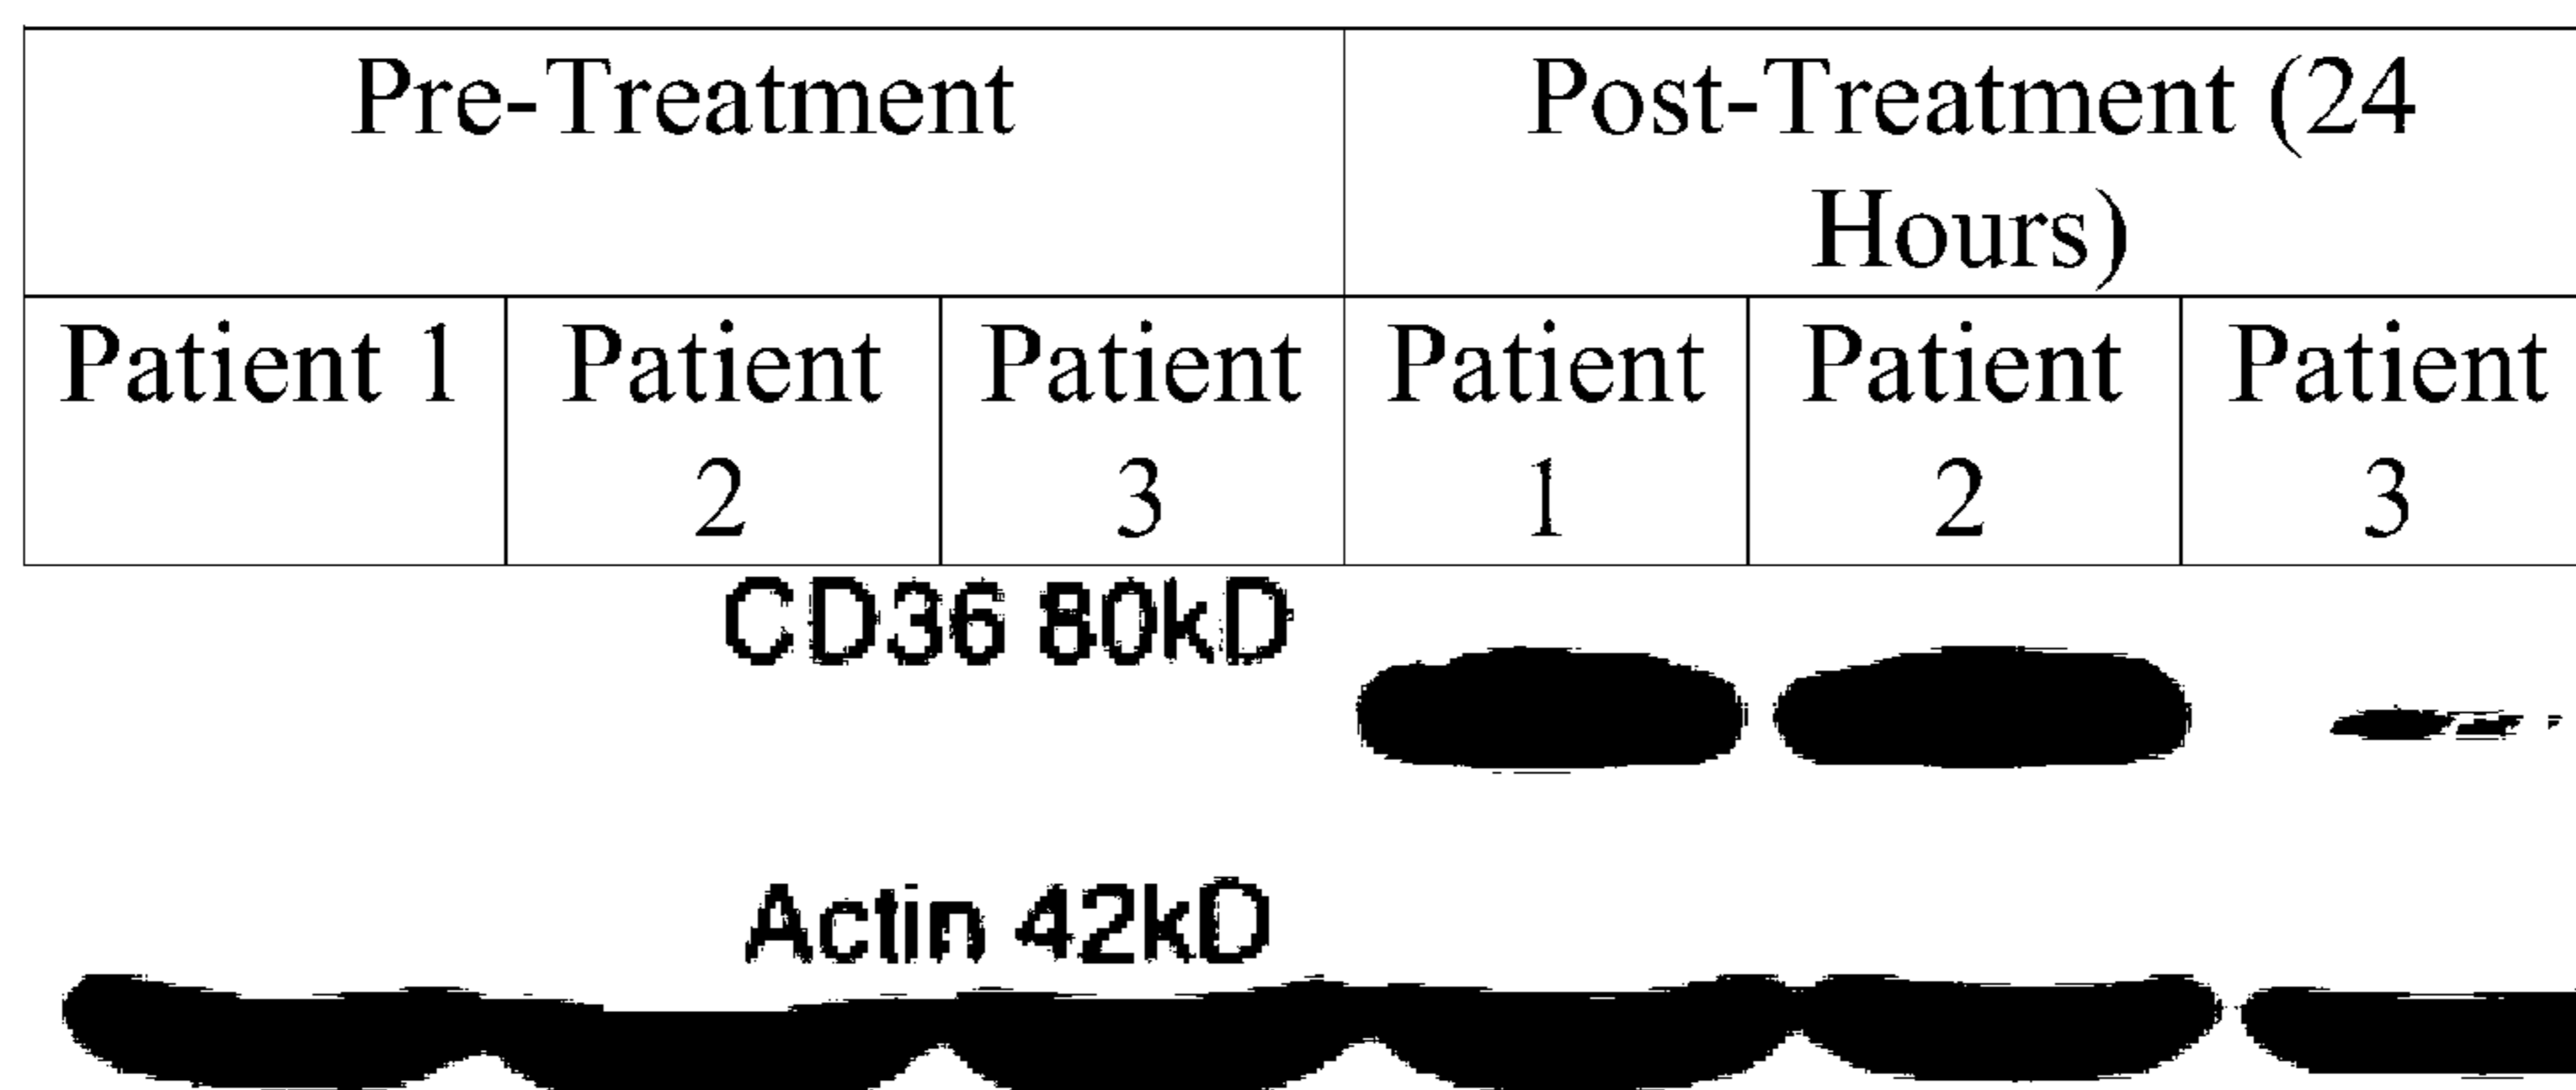 Pre-Treatment
Post-Treatment (24
Hours)
Patient 1
Patient
2
Patient
3
Patient
1
Patient
2
Patient
3
CD36 80kD
Actin 42kD